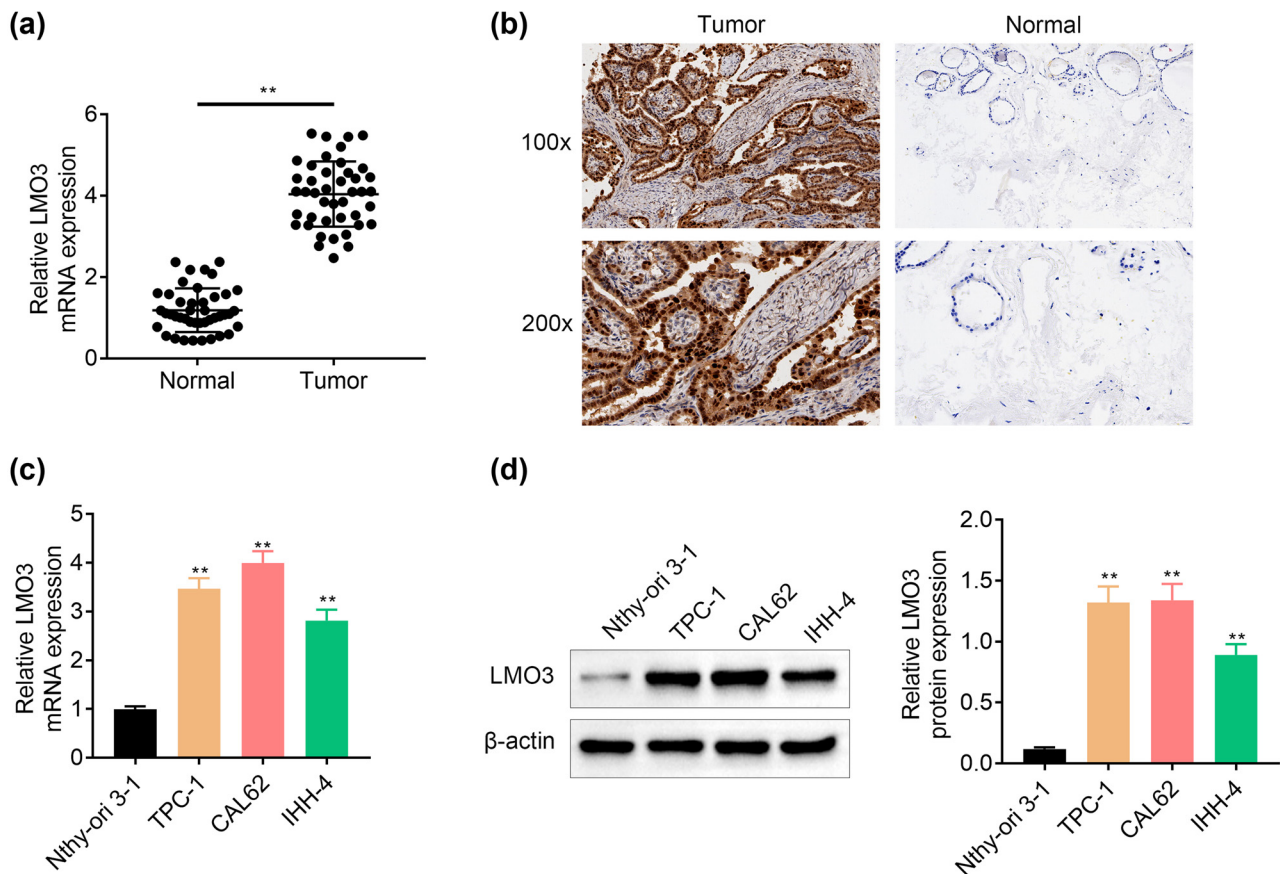 (a)
**
Relative LMO3
mRNA expression
6
4
2
0
Normal
Tumor
(b)
Tumor
Normal
100x
200x
(c)
Relative LMO3
mRNA expression
5
4
3
2
1
0
**
**
**
Nthy-ori 3-1
TPC-1
CAL62
IHH-4
(d)
Nthy-ori 3-1
TPC-1
CAL62
IHH-4
LMO3
β-actin
Relative LMO3
protein expression
2.0
1.5
1.0
0.5
0.0
**
**
**
Nthy-ori 3-1
TPC-1
CAL62
IHH-4